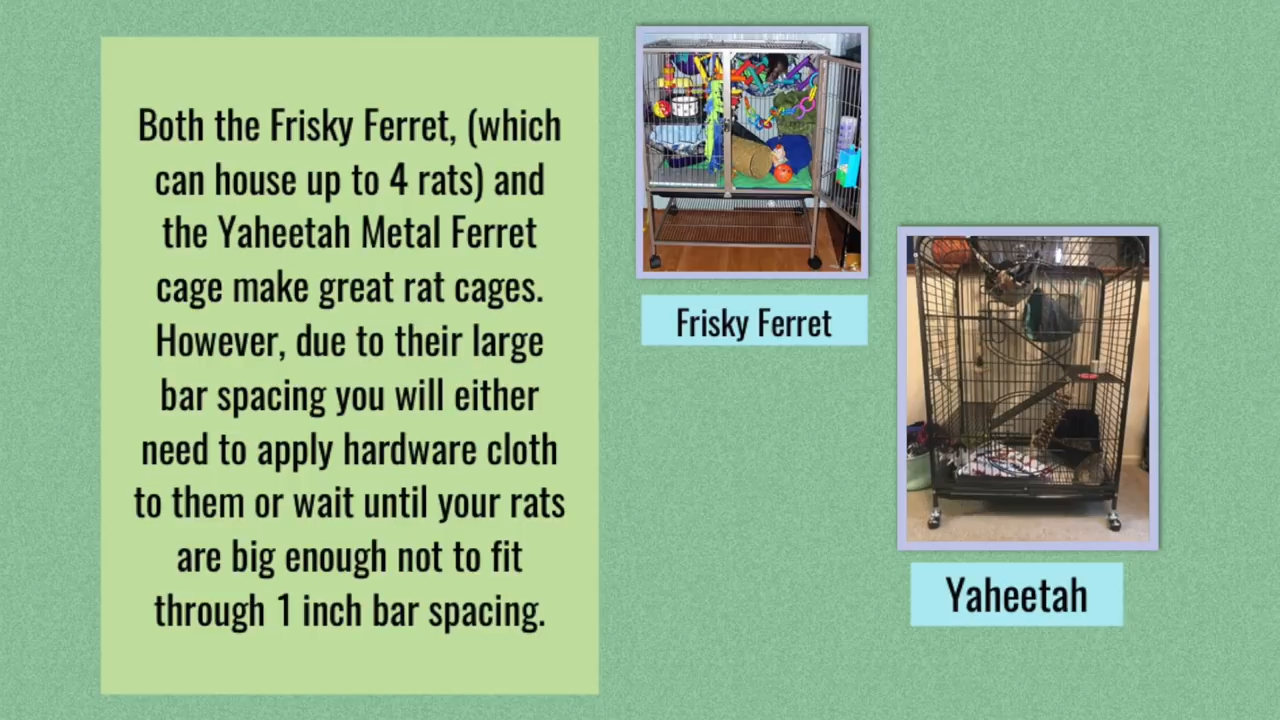 Both the Frisky Ferret, (which
can house up to 4 rats) and
the Yaheetah Metal Ferret
cage make great rat cages.
However, due to their large
bar spacing you will either
need to apply hardware cloth
to them or wait until your rats
are big enough not to fit
through 1 inch bar spacing.
Frisky Ferret
Yaheetah